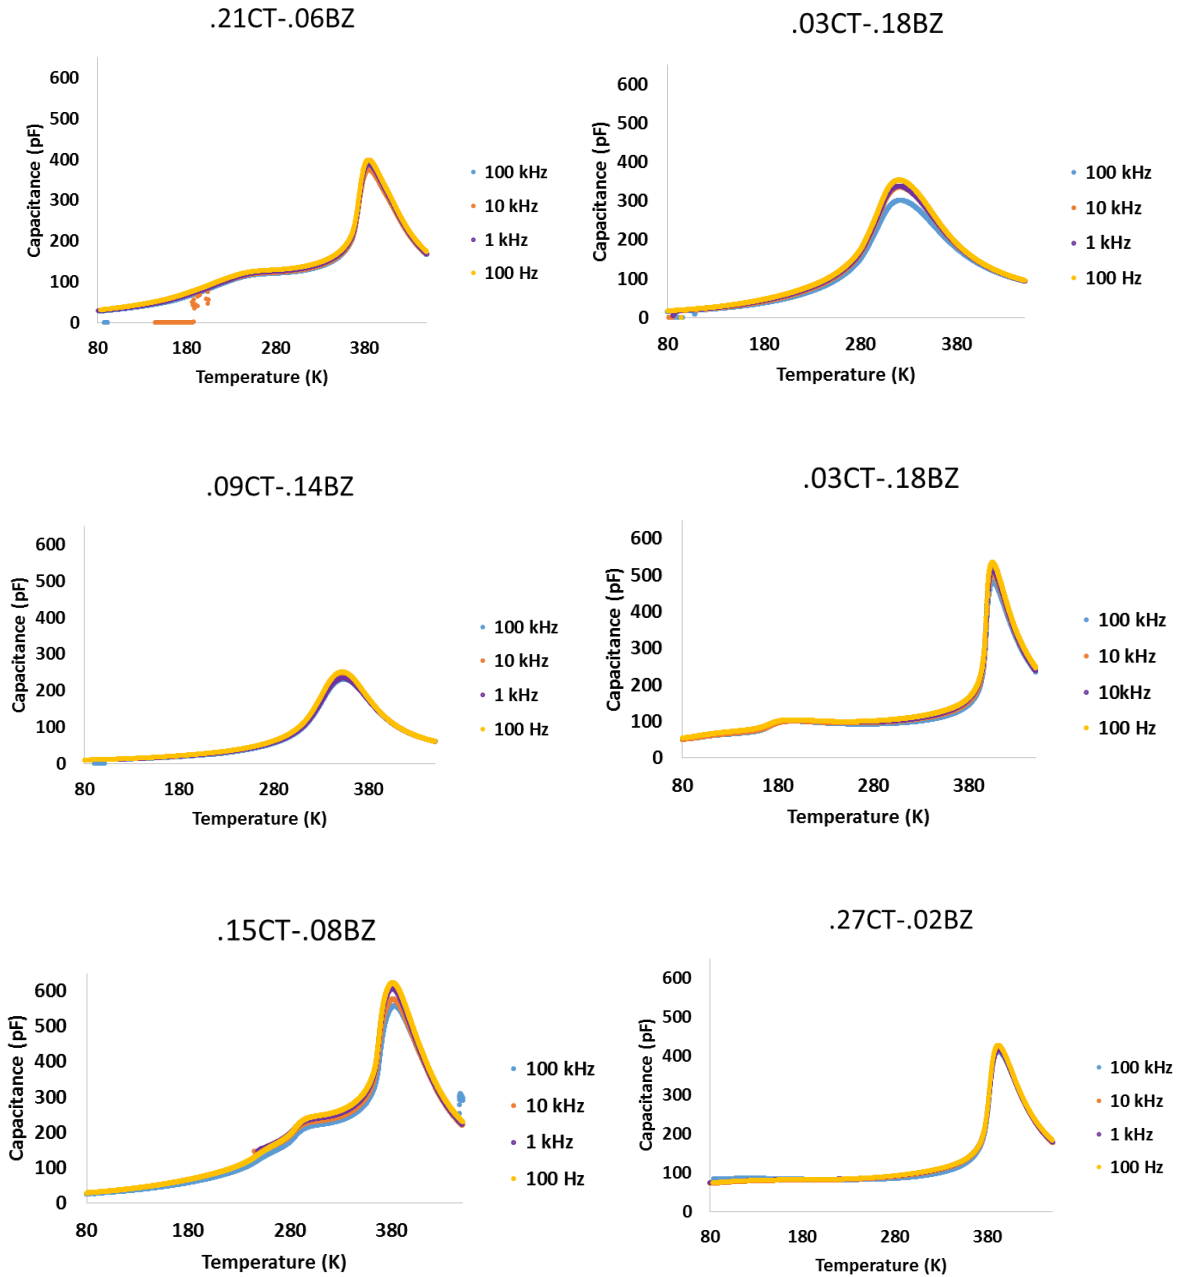 .21CT-.06BZ
Capacitance (pF)
600
500
400
300
200
100
0
80 180 280 380
Temperature (K)
100 kHz
10 kHz
1 kHz
100 Hz
.03CT-.18BZ
Capacitance (pF)
600
500
400
300
200
100
0
80 180 280 380
Temperature (K)
100 kHz
10 kHz
1 kHz
100 Hz
.09CT-.14BZ
Capacitance (pF)
600
500
400
300
200
100
0
80 180 280 380
Temperature (K)
100 kHz
10 kHz
1 kHz
100 Hz
.03CT-.18BZ
Capacitance (pF)
600
500
400
300
200
100
0
80 180 280 380
Temperature (K)
100 kHz
10 kHz
10kHz
100 Hz
.15CT-.08BZ
Capacitance (pF)
600
500
400
300
200
100
0
80 180 280 380
Temperature (K)
100 kHz
10 kHz
1 kHz
100 Hz
.27CT-.02BZ
Capacitance (pF)
600
500
400
300
200
100
0
80 180 280 380
Temperature (K)
100 kHz
10 kHz
1 kHz
100 Hz